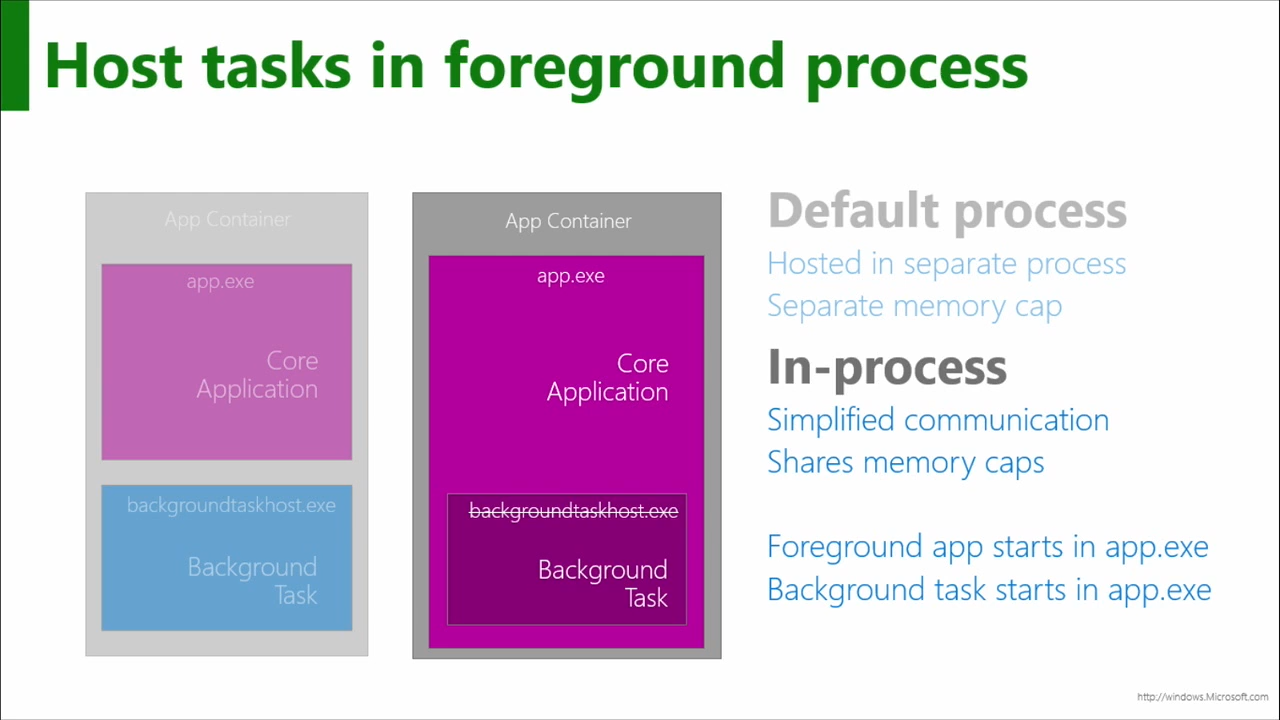 Host tasks in foreground process
App Container
app.exe
Core
Application
backgroundtaskhost.exe
Background
Task
App Container
app.exe
Core
Application
backgroundtaskhost.exe
Background
Task
Default process
Hosted in separate process
Separate memory cap
In-process
Simplified communication
Shares memory caps
Foreground app starts in app.exe
Background task starts in app.exe
http://windows.Microsoft.com